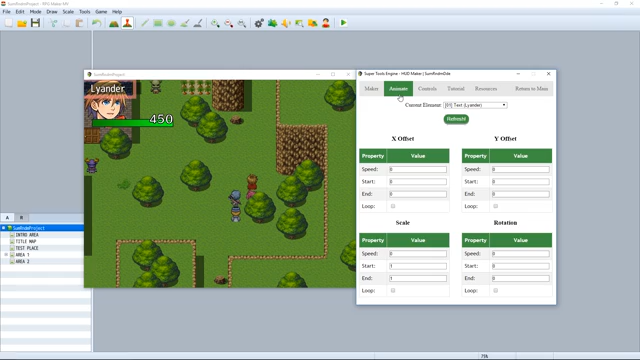 SumRndmProject - RPG Maker MV
File Edit Mode Draw Scale Tools Game Help
SumRndmProject
Lyander
450
Super Tools Engine - HUD Maker | SumRndmDde
Maker Animate Controls Tutorial Resources Return to Main
Current Element: [0] Text (Lyander)
Refresh!
X Offset Y Offset
Property Value Property Value
Speed: 0 Speed: 0
Start: 0 Start: 0
End: 0 End: 0
Loop: Loop:
Scale Rotation
Property Value Property Value
Speed: 0 Speed: 0
Start: 1 Start: 0
End: 1 End: 0
Loop: Loop:
A B
SumRndmProject
INTRO AREA
TITLE MAP
TEST PLACE
AREA 1
AREA 2